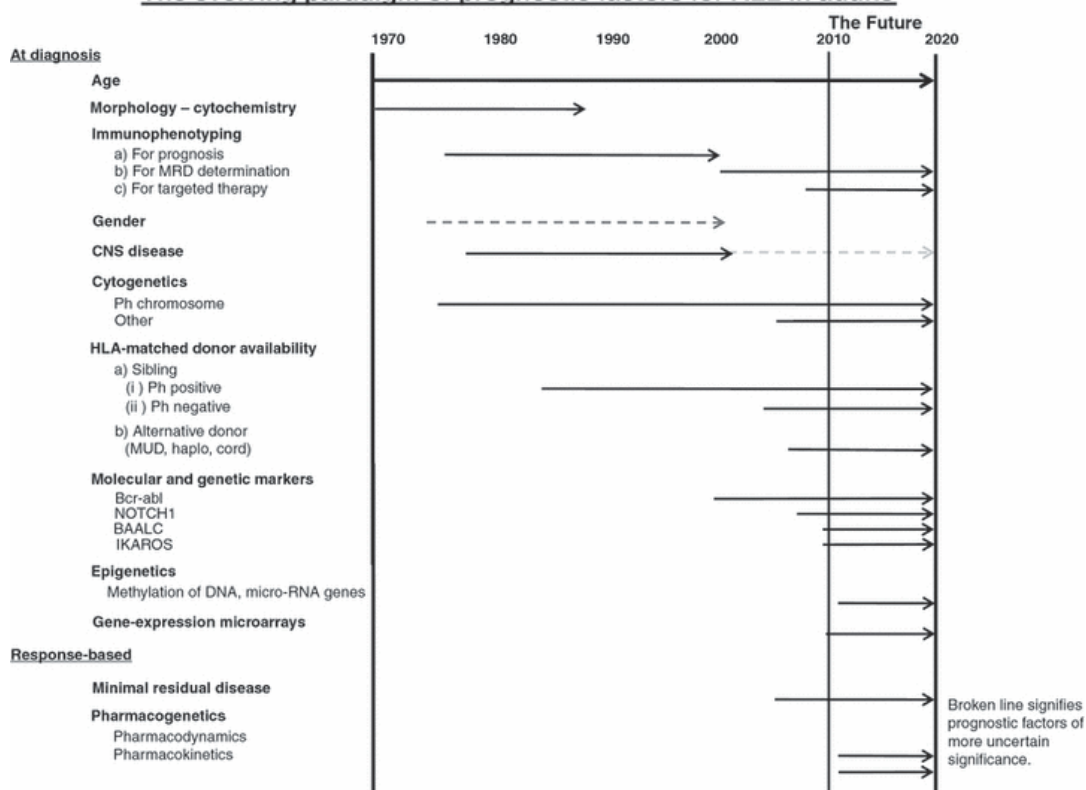 The Future
1970 1980 1990 2000 2010 2020
At diagnosis
Age
Morphology – cytochemistry
Immunophenotyping
a) For prognosis
b) For MRD determination
c) For targeted therapy
Gender
CNS disease
Cytogenetics
Ph chromosome
Other
HLA-matched donor availability
a) Sibling
(i ) Ph positive
(ii ) Ph negative
b) Alternative donor
(MUD, haplo, cord)
Molecular and genetic markers
Bcr-abl
NOTCH1
BAALC
IKAROS
Epigenetics
Methylation of DNA, micro-RNA genes
Gene-expression microarrays
Response-based
Minimal residual disease
Pharmacogenetics
Pharmacodynamics
Pharmacokinetics
Broken line signifies
prognostic factors of
more uncertain
significance.